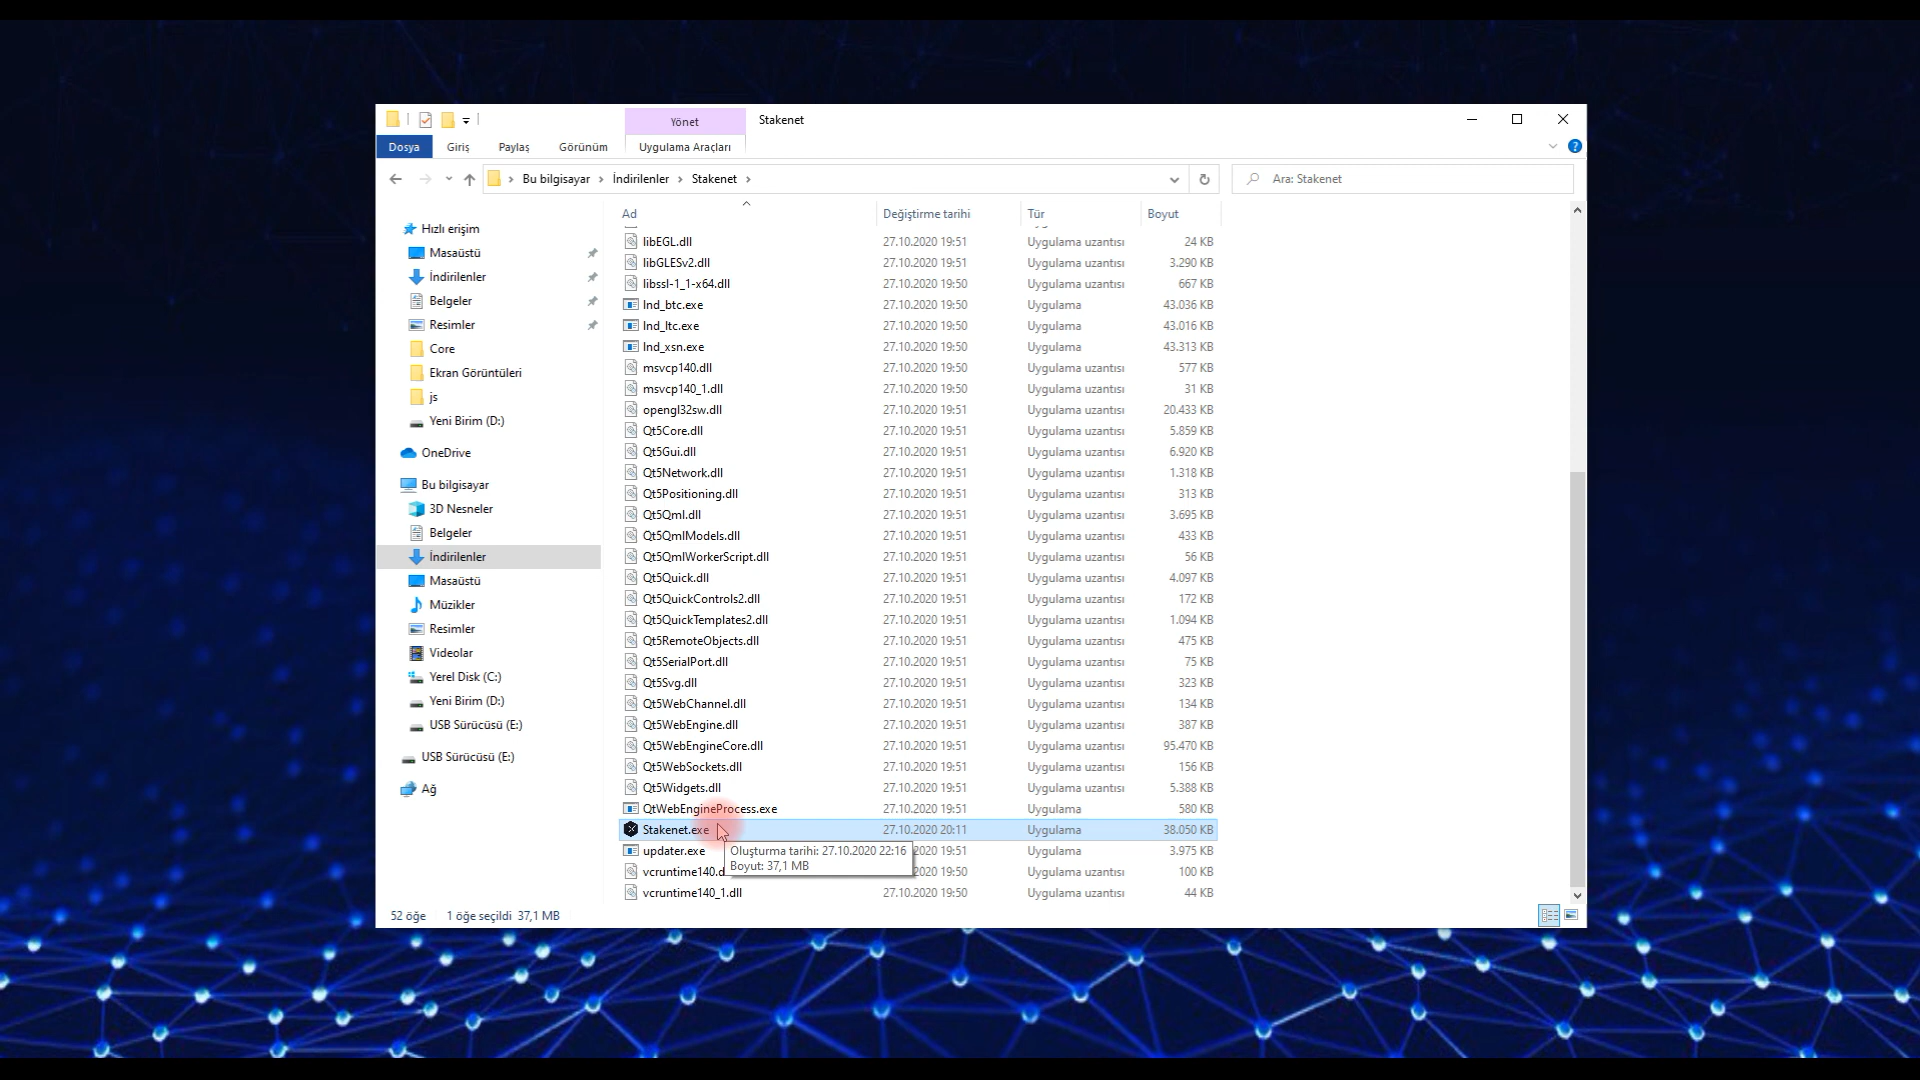 Yönet
Stakenet
Dosya
Giriş
Paylaş
Görünüm
Uygulama Araçları
?
Bu bilgisayar
İndirilenler
Stakenet
Ara: Stakenet
Ad
Değiştirme tarihi
Tür
Boyut
Hızlı erişim
Masaüstü
İndirilenler
Belgeler
Resimler
Core
Ekran Görüntüleri
js
Yeni Birim (D:)
OneDrive
Bu bilgisayar
3D Nesneler
Belgeler
İndirilenler
Masaüstü
Müzikler
Resimler
Videolar
Yerel Disk (C:)
Yeni Birim (D:)
USB Sürücüsü (E:)
USB Sürücüsü (E:)
Ağ
libEGL.dll 27.10.2020 19:51 Uygulama uzantısı 24 KB
libGLESv2.dll 27.10.2020 19:51 Uygulama uzantısı 3.290 KB
libssl-1_1-x64.dll 27.10.2020 19:50 Uygulama uzantısı 667 KB
lnd_btc.exe 27.10.2020 19:50 Uygulama 43.036 KB
lnd_ltc.exe 27.10.2020 19:50 Uygulama 43.016 KB
lnd_xsn.exe 27.10.2020 19:50 Uygulama 43.313 KB
msvcp140.dll 27.10.2020 19:50 Uygulama uzantısı 577 KB
msvcp140_1.dll 27.10.2020 19:50 Uygulama uzantısı 31 KB
opengl32sw.dll 27.10.2020 19:51 Uygulama uzantısı 20.433 KB
Qt5Core.dll 27.10.2020 19:51 Uygulama uzantısı 5.859 KB
Qt5Gui.dll 27.10.2020 19:51 Uygulama uzantısı 6.920 KB
Qt5Network.dll 27.10.2020 19:51 Uygulama uzantısı 1.318 KB
Qt5Positioning.dll 27.10.2020 19:51 Uygulama uzantısı 313 KB
Qt5Qml.dll 27.10.2020 19:51 Uygulama uzantısı 3.695 KB
Qt5QmlModels.dll 27.10.2020 19:51 Uygulama uzantısı 433 KB
Qt5QmlWorkerScript.dll 27.10.2020 19:51 Uygulama uzantısı 56 KB
Qt5Quick.dll 27.10.2020 19:51 Uygulama uzantısı 4.097 KB
Qt5QuickControls2.dll 27.10.2020 19:51 Uygulama uzantısı 172 KB
Qt5QuickTemplates2.dll 27.10.2020 19:51 Uygulama uzantısı 1.094 KB
Qt5RemoteObjects.dll 27.10.2020 19:51 Uygulama uzantısı 475 KB
Qt5SerialPort.dll 27.10.2020 19:51 Uygulama uzantısı 75 KB
Qt5Svg.dll 27.10.2020 19:51 Uygulama uzantısı 323 KB
Qt5WebChannel.dll 27.10.2020 19:51 Uygulama uzantısı 134 KB
Qt5WebEngine.dll 27.10.2020 19:51 Uygulama uzantısı 387 KB
Qt5WebEngineCore.dll 27.10.2020 19:51 Uygulama uzantısı 95.470 KB
Qt5WebSockets.dll 27.10.2020 19:51 Uygulama uzantısı 156 KB
Qt5Widgets.dll 27.10.2020 19:51 Uygulama uzantısı 5.388 KB
QtWebEngineProcess.exe 27.10.2020 19:51 Uygulama 580 KB
Stakenet.exe 27.10.2020 20:11 Uygulama 38.050 KB
updater.exe 2020 19:51 Uygulama 3.975 KB
vcruntime140.d 2020 19:50 Uygulama uzantısı 100 KB
vcruntime140_1.dll 27.10.2020 19:50 Uygulama uzantısı 44 KB
Oluşturma tarihi: 27.10.2020 22:16
Boyut: 37,1 MB
52 öğe 1 öğe seçildi 37,1 MB